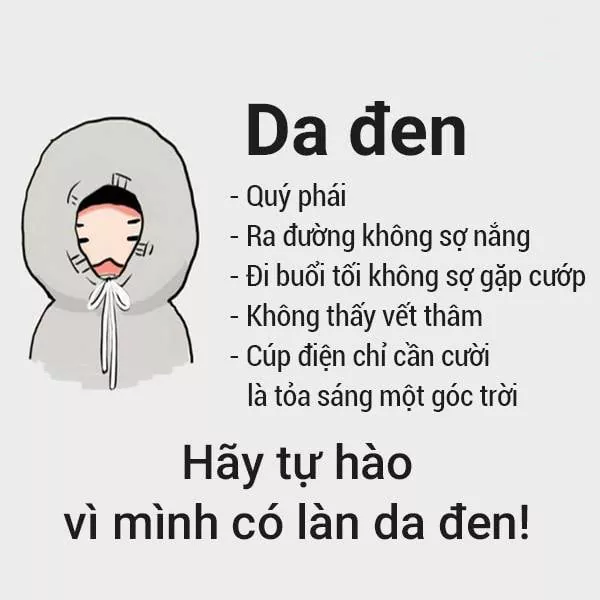 Da đen
- Quý phái
- Ra đường không sợ nắng
- Đi buổi tối không sợ gặp cướp
- Không thấy vết thâm
- Cúp điện chỉ cần cười
là tỏa sáng một góc trời
Hãy tự hào
vì mình có làn da đen!